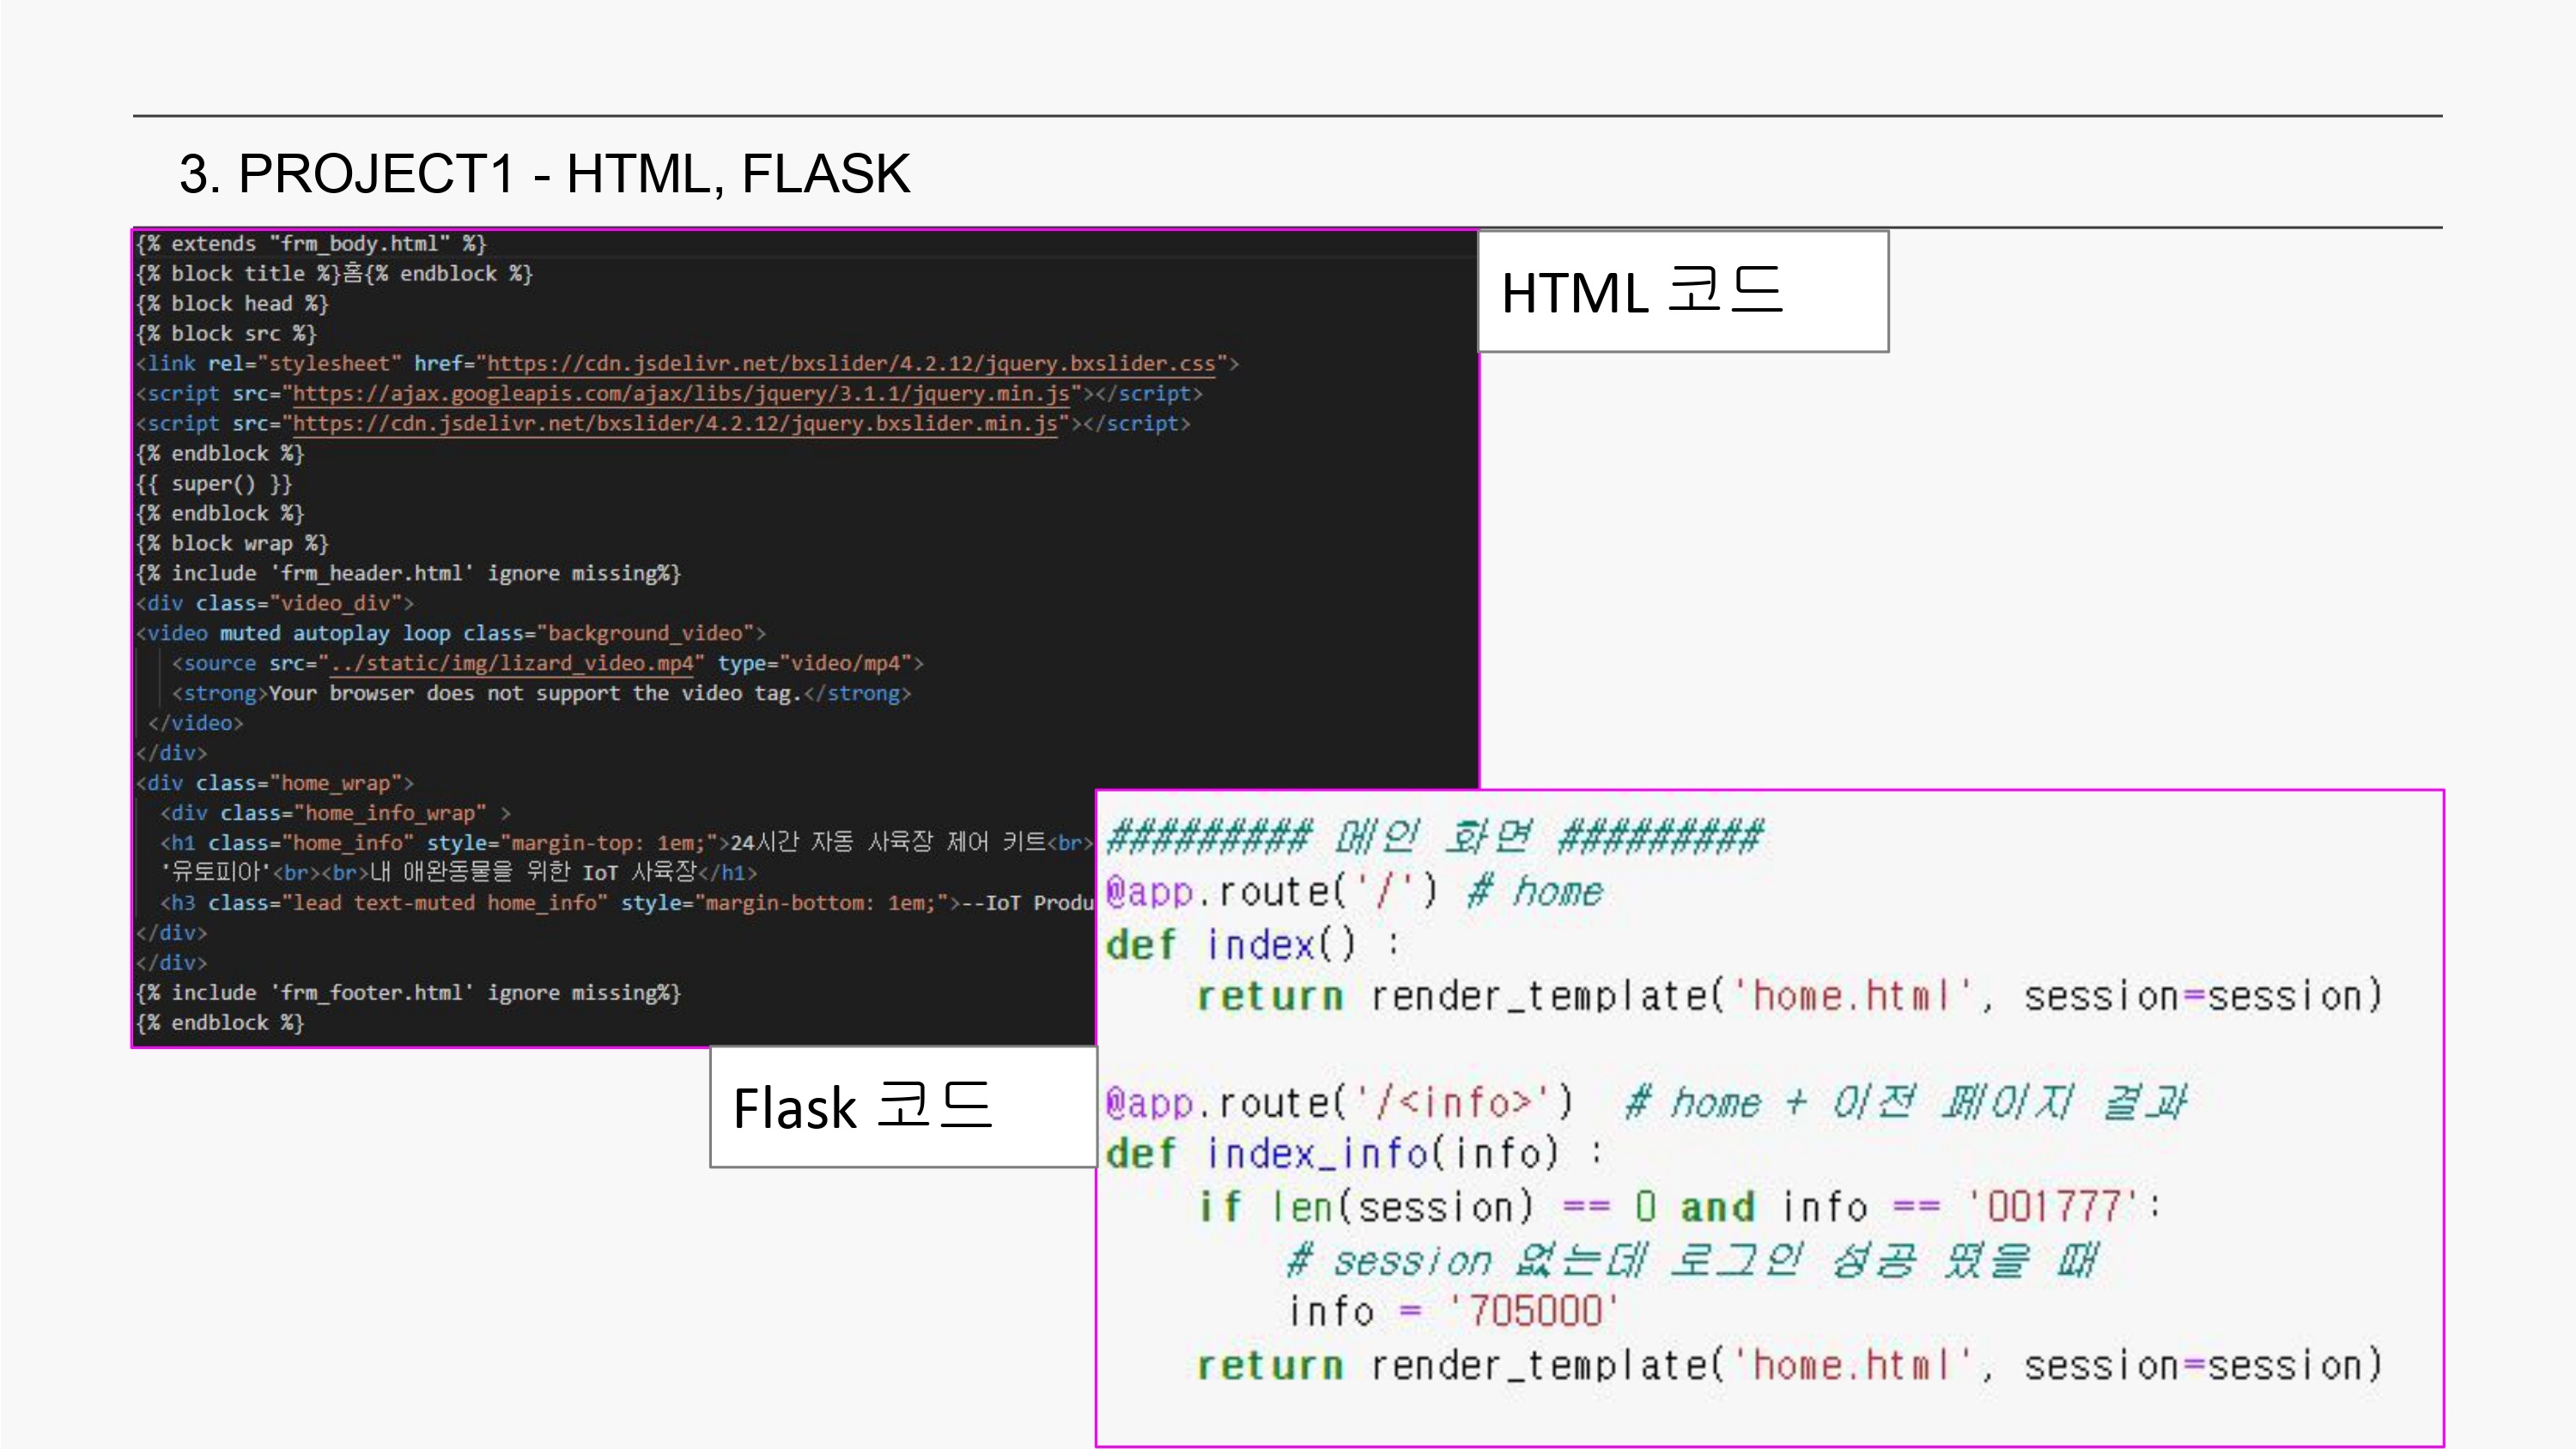 3. PROJECT1 - HTML, FLASK
{% extends "frm_body.html" %}
{% block title %}홈{% endblock %}
{% block head %}
{% block src %}
<link rel="stylesheet" href="https://cdn.jsdelivr.net/bxslider/4.2.12/jquery.bxslider.css">
<script src="https://ajax.googleapis.com/ajax/libs/jquery/3.1.1/jquery.min.js"></script>
<script src="https://cdn.jsdelivr.net/bxslider/4.2.12/jquery.bxslider.min.js"></script>
{% endblock %}
{{ super() }}
{% endblock %}
{% block wrap %}
{% include 'frm_header.html' ignore missing%}
<div class="video_div">
<video muted autoplay loop class="background_video">
<source src="../static/img/lizard_video.mp4" type="video/mp4">
<strong>Your browser does not support the video tag.</strong>
</video>
</div>
<div class="home_wrap">
<div class="home_info_wrap" >
<h1 class="home_info" style="margin-top: 1em;">24시간 자동 사육장 제어 키트<br>
'유토피아'<br><br>내 애완동물을 위한 IoT 사육장</h1>
<h3 class="lead text-muted home_info" style="margin-bottom: 1em;">--IoT Produ
</div>
</div>
{% include 'frm_footer.html' ignore missing%}
{% endblock %}
HTML 코드
Flask 코드
######### 메인 화면 #########
@app.route('/') # home
def index() :
return render_template('home.html', session=session)
@app.route('/<info>') # home + 이전 페이지 결과
def index_info(info) :
if len(session) == 0 and info == '001777':
# session 없는데 로그인 성공 떴을 때
info = '705000'
return render_template('home.html', session=session)